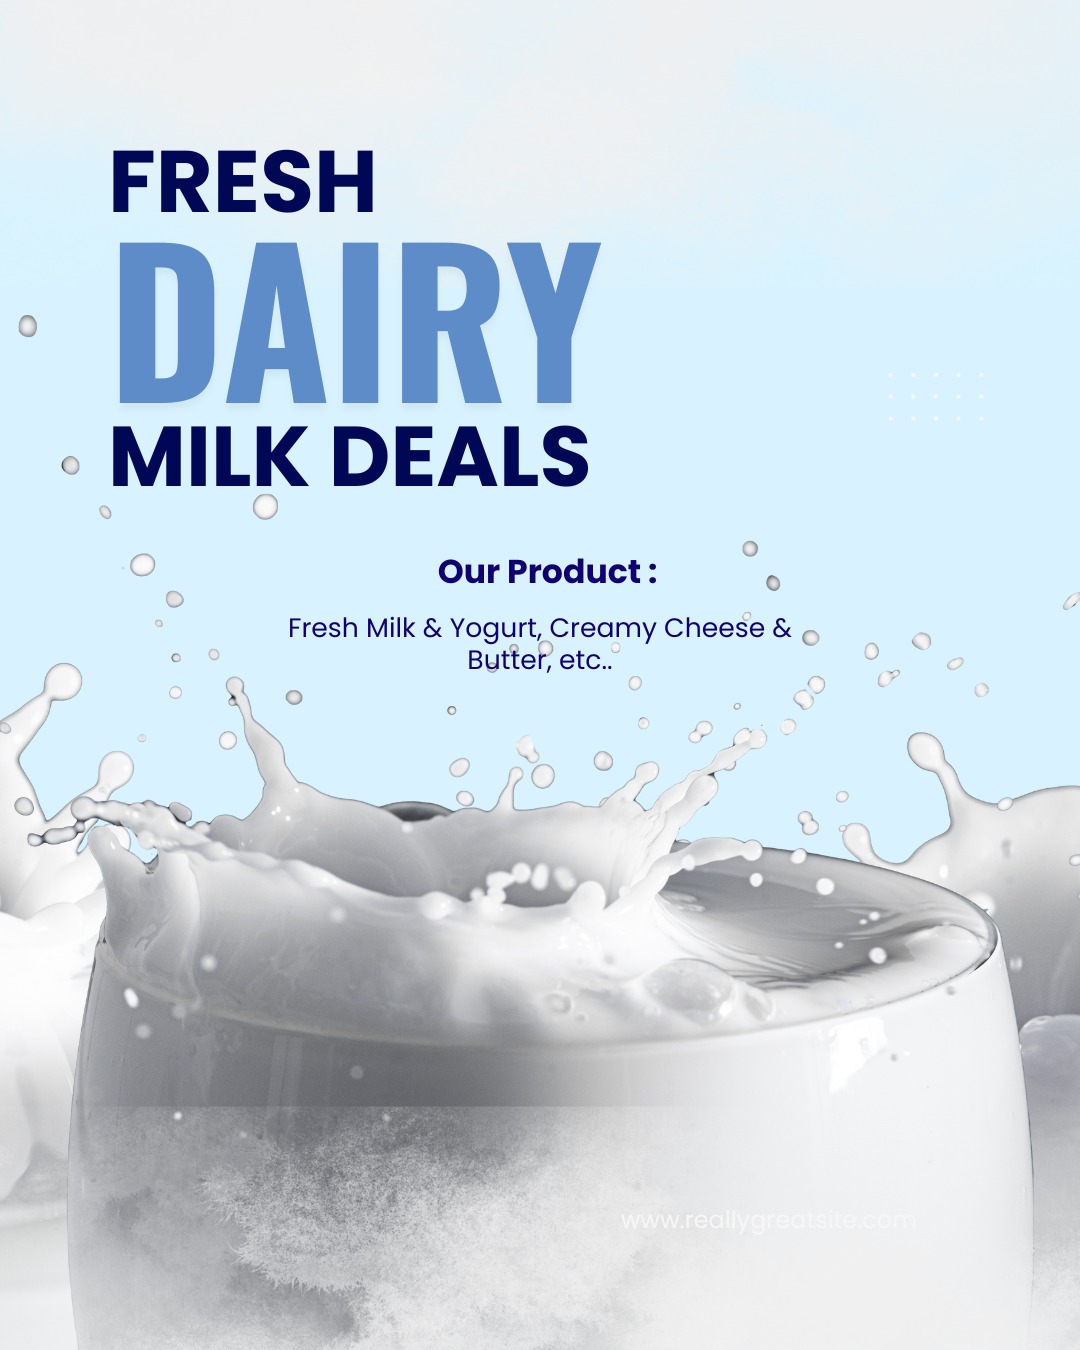 FRESH
DAIRY
MILK DEALS
Our Product :
Fresh Milk & Yogurt, Creamy Cheese &
Butter, etc..
www.reallygreatsite.com